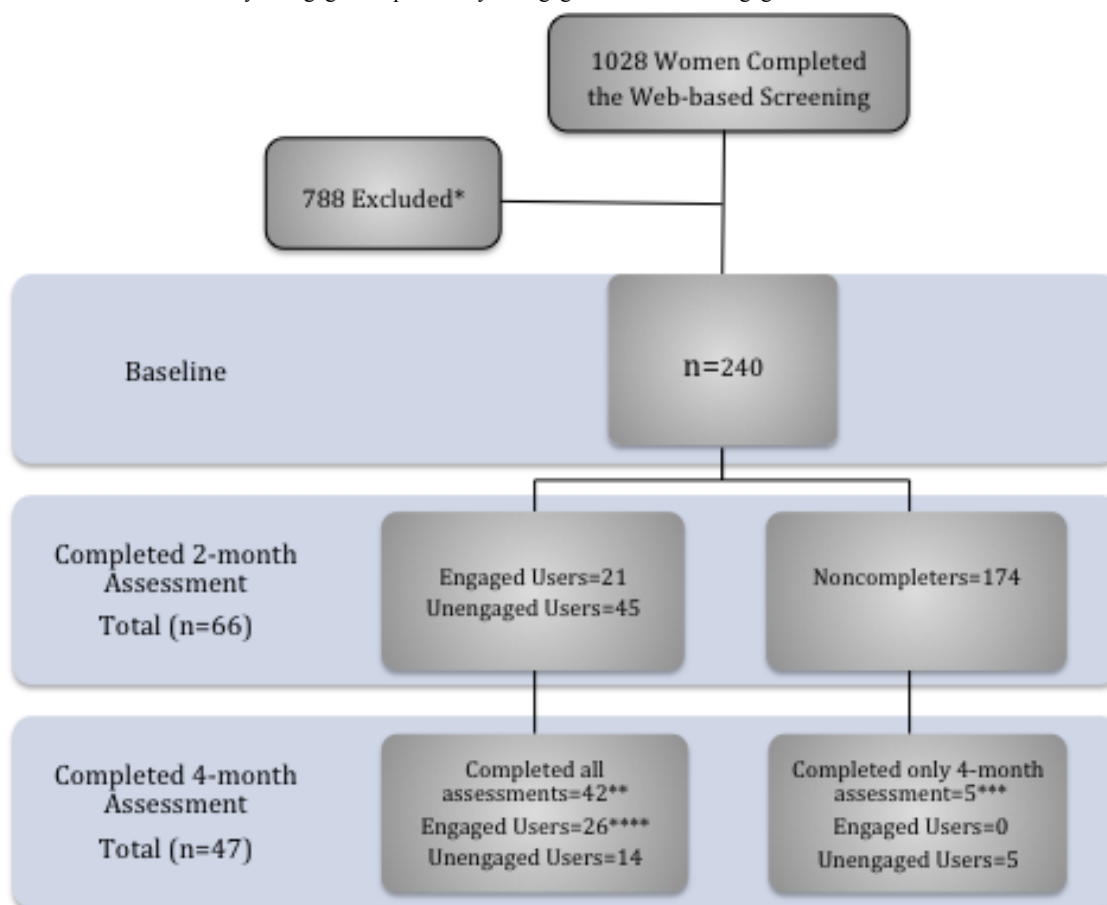 1028 Women Completed
the Web-based Screening
788 Excluded*
Baseline
n=240
Completed 2-month
Assessment
Total (n=66)
Engaged Users=21
Unengaged Users=45
Noncompleters=174
Completed 4-month
Assessment
Total (n=47)
Completed all
assessments=42**
Engaged Users=26****
Unengaged Users=14
Completed only 4-month
assessment=5***
Engaged Users=0
Unengaged Users=5